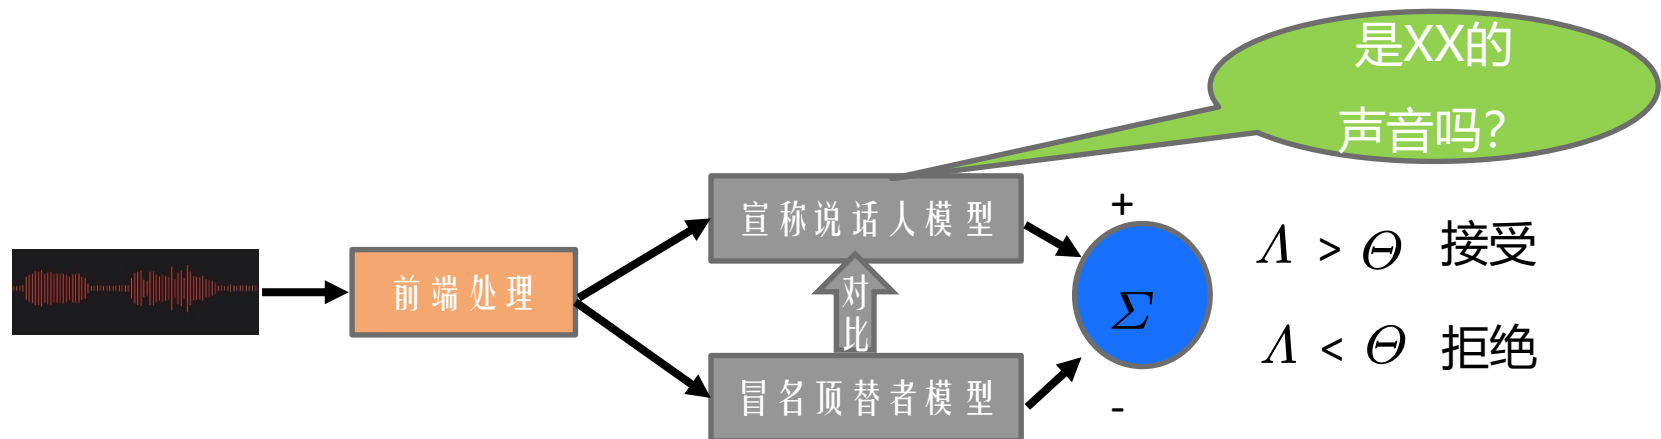 是XX的
声音吗?
宣称说话人模型
+
Λ > Θ 接受
前端处理
对
比
Σ
Λ < Θ 拒绝
冒名顶替者模型
-